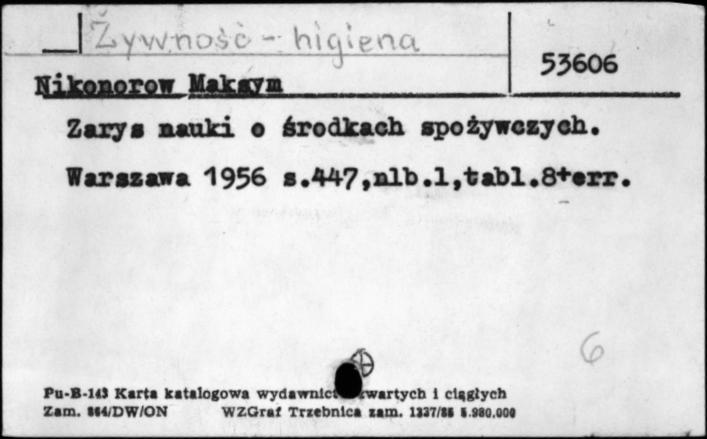 Żywność - higiena
53606
Nikonorow Maksym
Zarys nauki o środkach spożywczych.
Warszawa 1956 s.447,nlb.1,tabl.8+err.
6
Pu-B-143 Karta katalogowa wydawnict zwartych i ciągłych
Zam. 864/DW/ON WZGraf Trzebnica zam. 1337/85 5.980.000